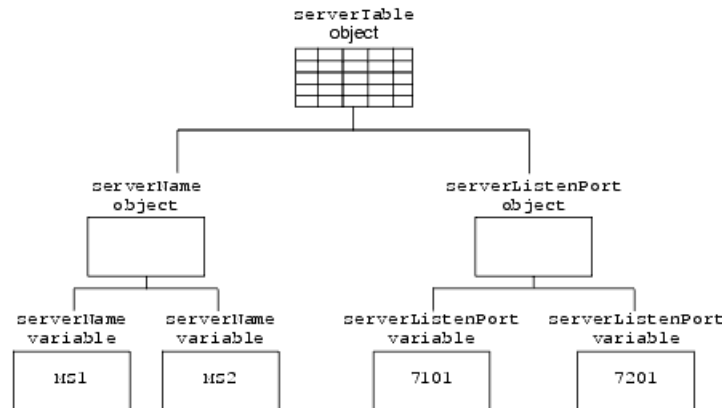 serverTable
object
serverName
object
serverListenPort
object
serverName
variable
serverName
variable
serverListenPort
variable
serverListenPort
variable
MS1
MS2
7101
7201